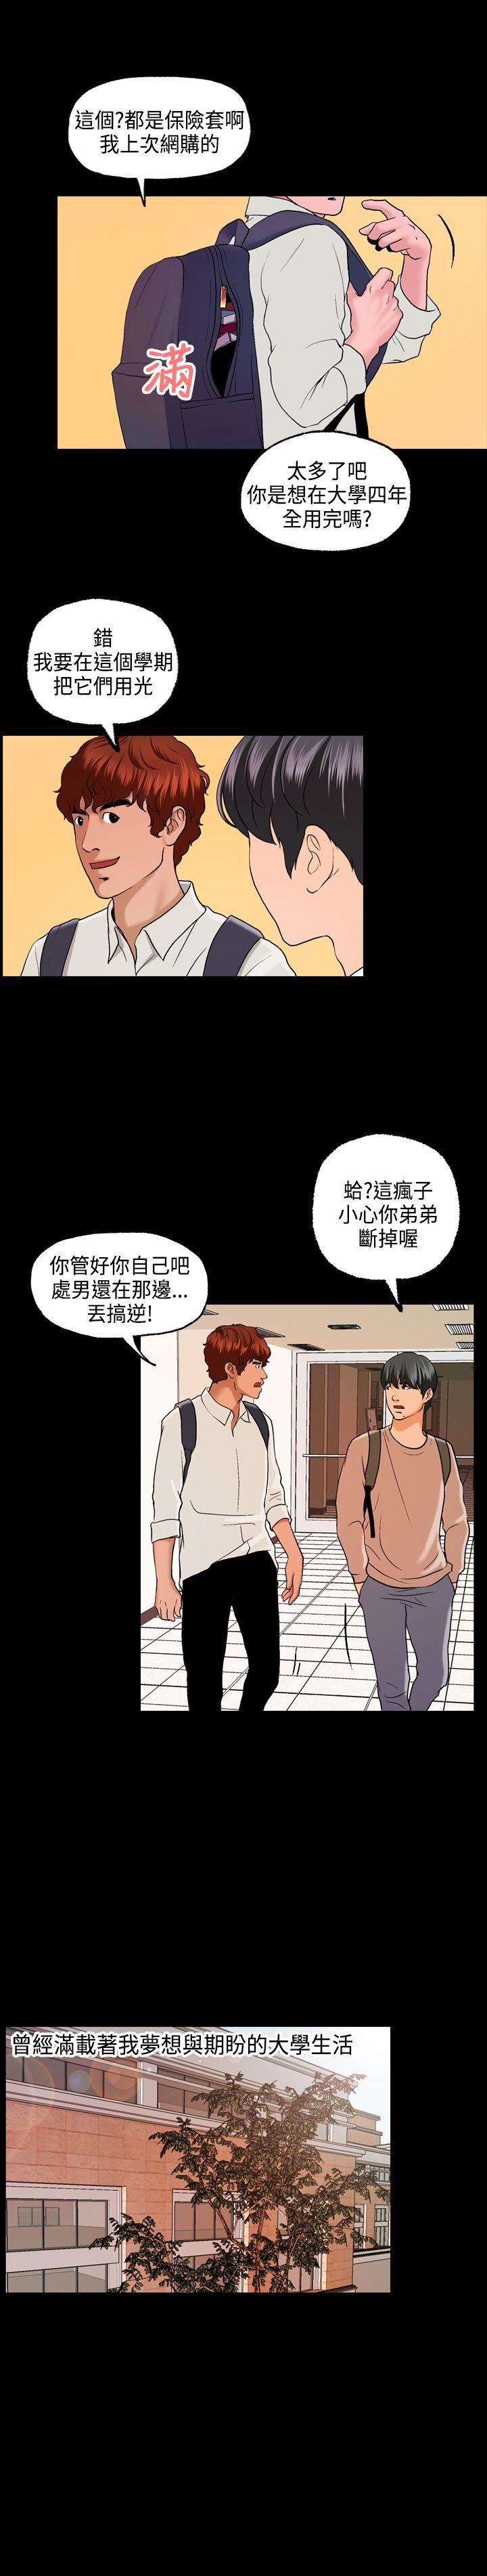 這個?都是保險套啊
我上次網購的
滿
太多了吧
你是想在大學四年
全用完嗎?
錯
我要在這個學期
把它們用光
蛤?這瘋子
小心你弟弟
斷掉喔
你管好你自己吧
處男還在那邊...
丟搞逆!
曾經滿載著我夢想與期盼的大學生活